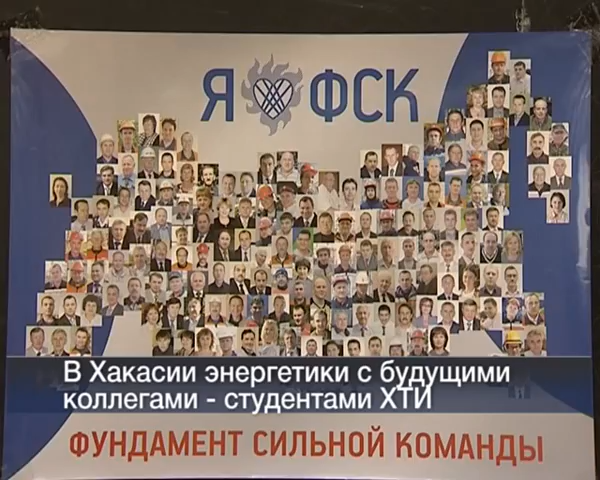 Я ФСК
В Хакасии энергетики с будущими
коллегами - студентами ХТИ
ФУНДАМЕНТ СИЛЬНОЙ КОМАНДЫ